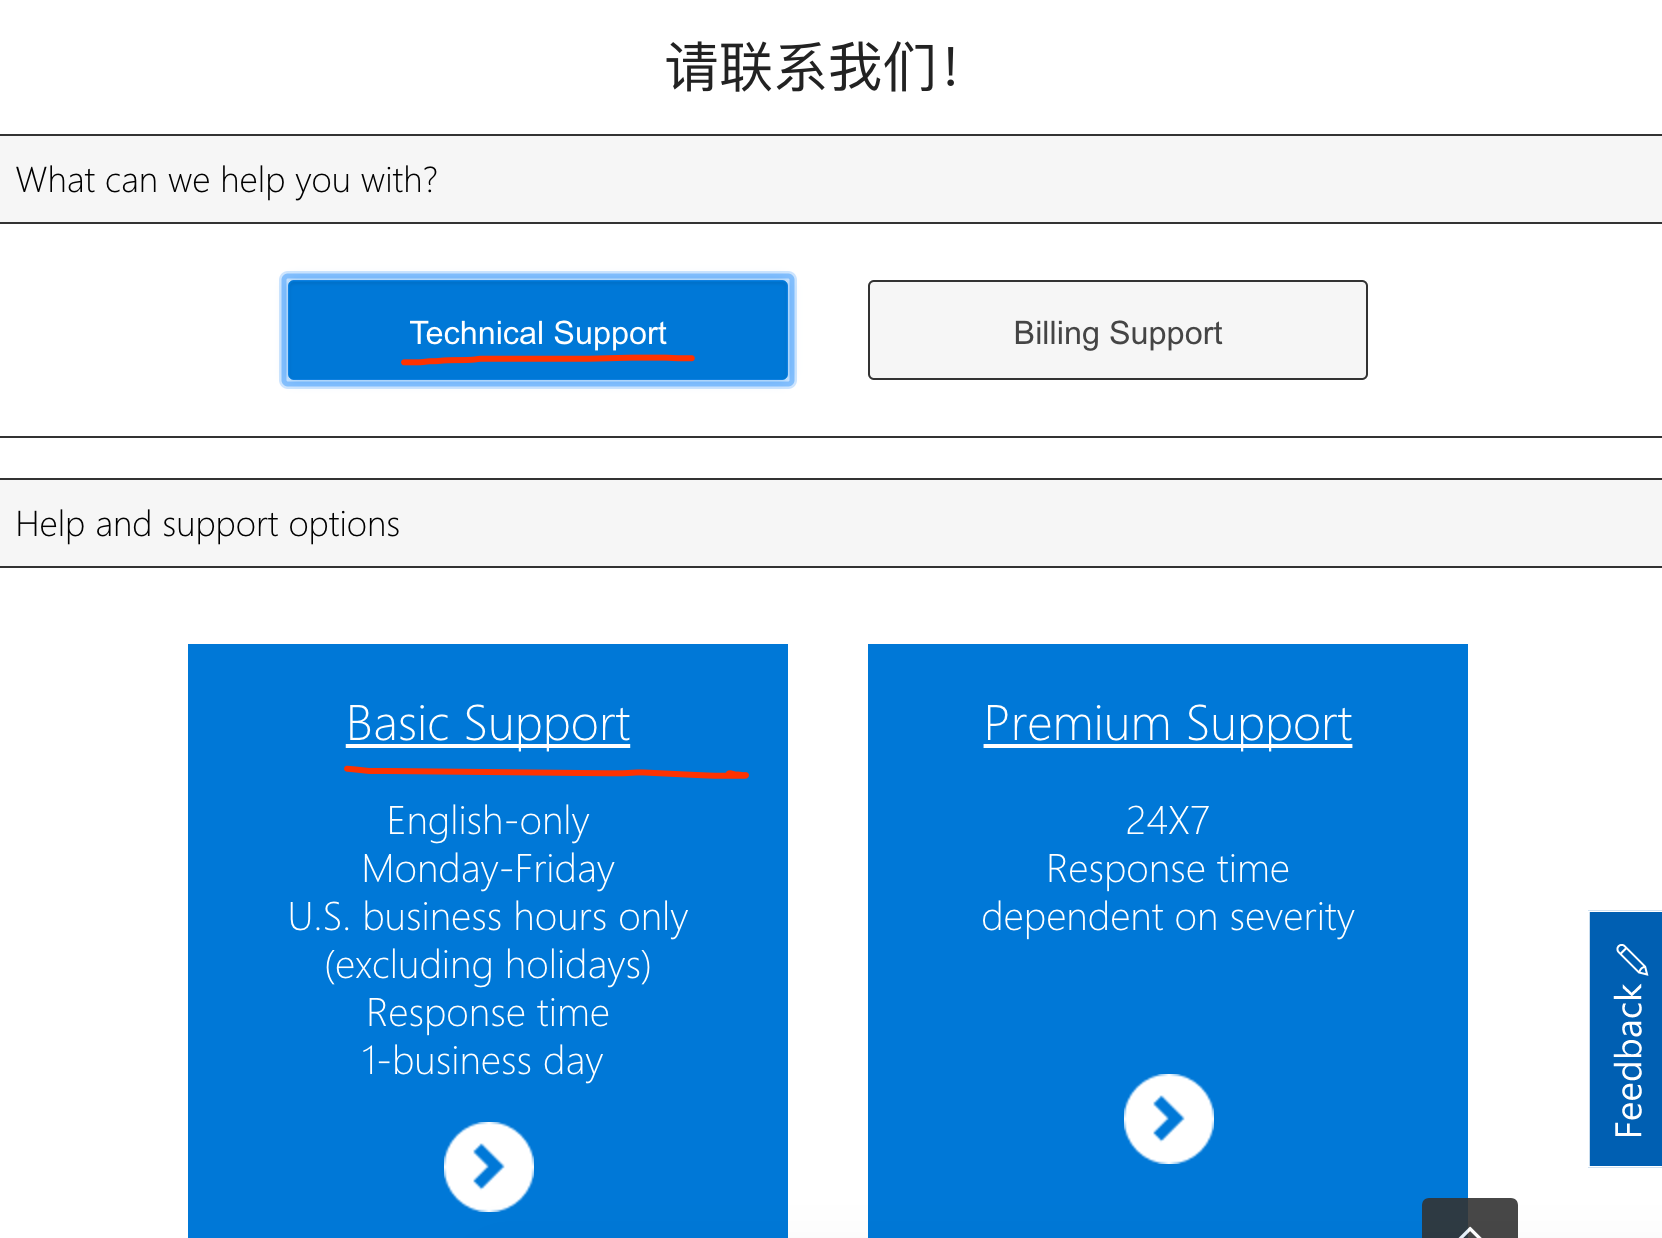 请联系我们！
What can we help you with?
Technical Support
Billing Support
Help and support options
Basic Support
English-only
Monday-Friday
U.S. business hours only
(excluding holidays)
Response time
1-business day
Premium Support
24X7
Response time
dependent on severity
Feedback